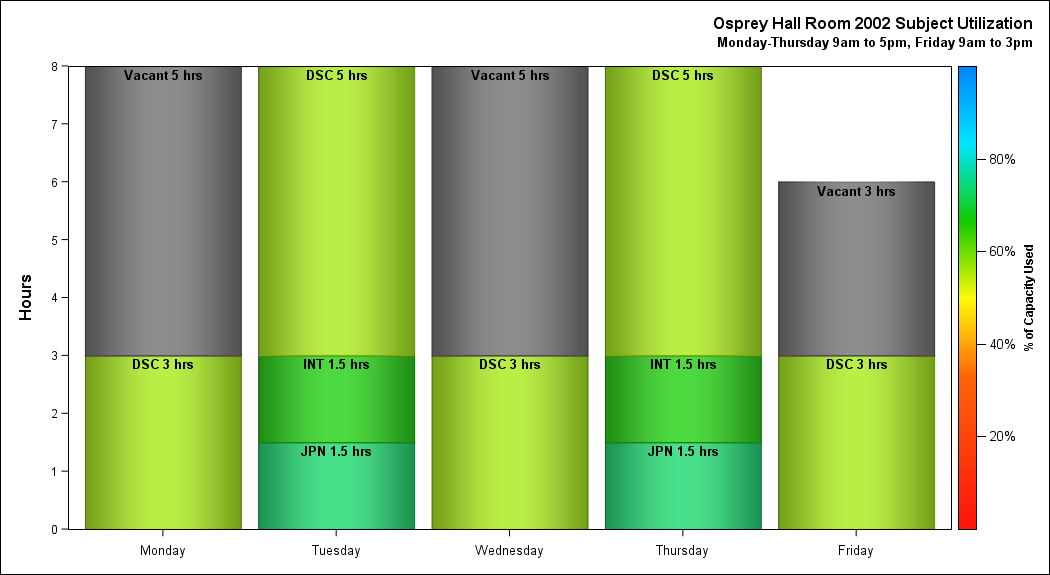 Osprey Hall Room 2002 Subject Utilization
Monday-Thursday 9am to 5pm, Friday 9am to 3pm
Hours
8
7
6
5
4
3
2
1
0
Vacant 5 hrs
DSC 3 hrs
DSC 5 hrs
INT 1.5 hrs
JPN 1.5 hrs
Vacant 5 hrs
DSC 3 hrs
DSC 5 hrs
INT 1.5 hrs
JPN 1.5 hrs
Vacant 3 hrs
DSC 3 hrs
Monday
Tuesday
Wednesday
Thursday
Friday
80%
60%
40%
20%
% of Capacity Used